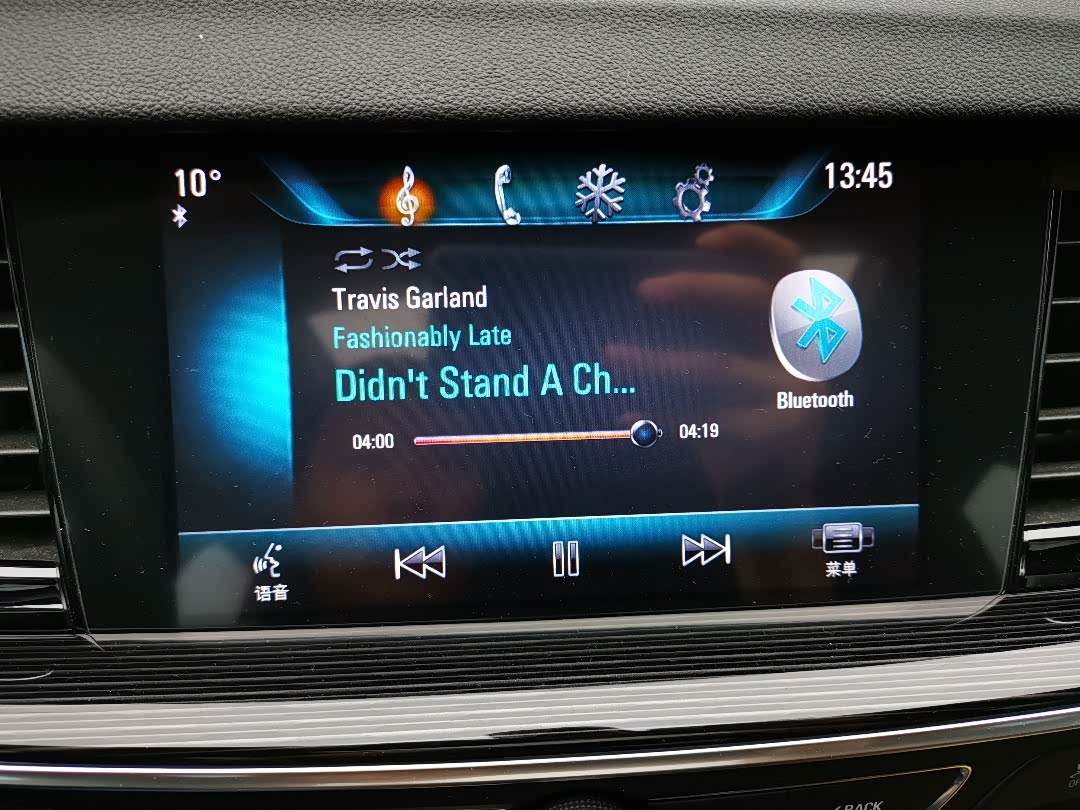 10°
13:45
Travis Garland
Fashionably Late
Didn't Stand A Ch...
04:00
04:19
Bluetooth
语音
菜单
BACK